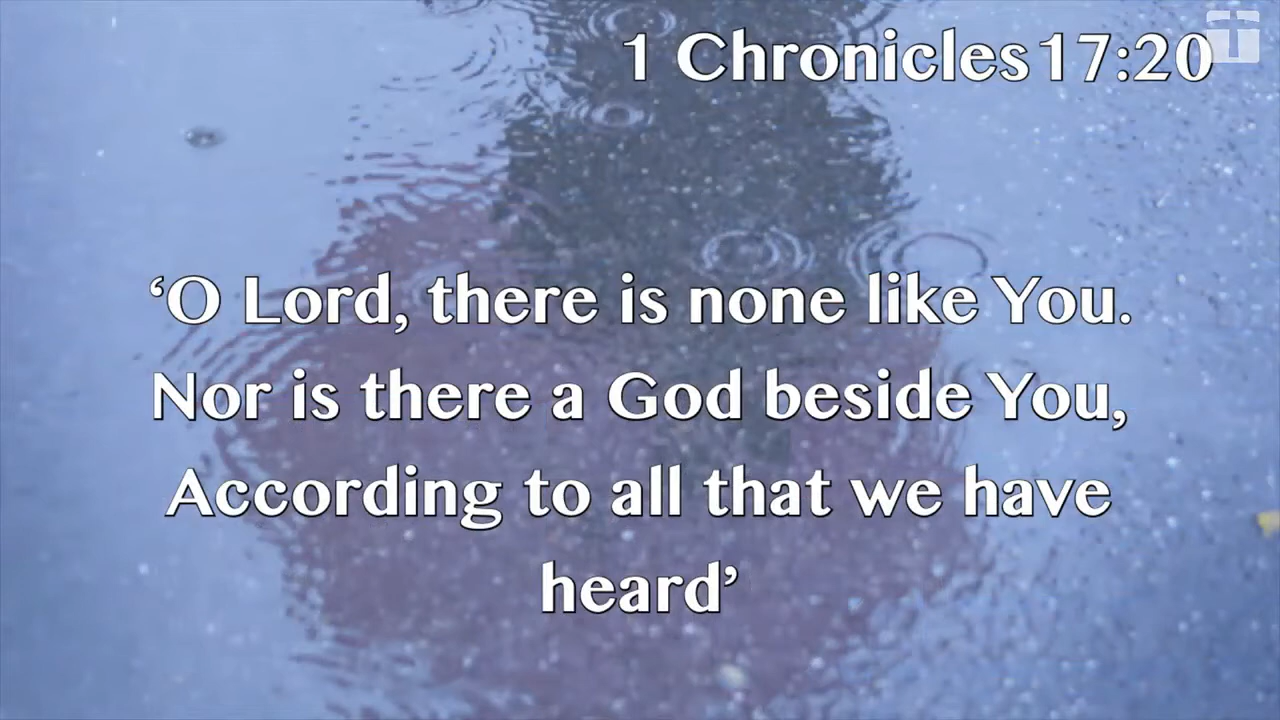 1 Chronicles 17:20
‘O Lord, there is none like You.
Nor is there a God beside You,
According to all that we have
heard’